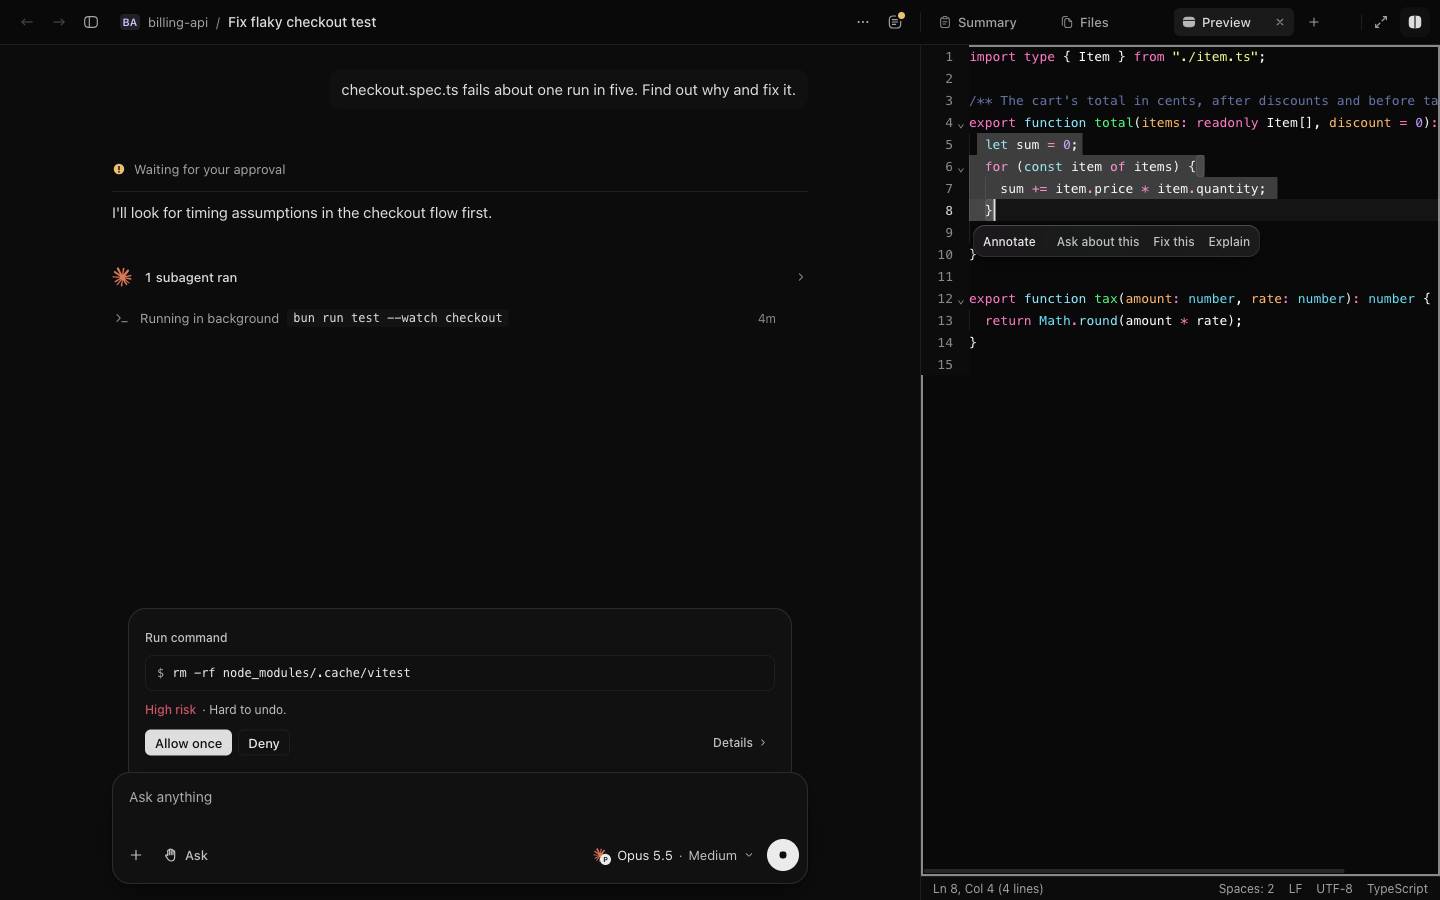 BA billing-api / Fix flaky checkout test
Summary
Files
Preview
checkout.spec.ts fails about one run in five. Find out why and fix it.
Waiting for your approval
I'll look for timing assumptions in the checkout flow first.
1 subagent ran
Running in background bun run test --watch checkout 4m
Run command
$ rm -rf node_modules/.cache/vitest
High risk · Hard to undo.
Allow once Deny Details
Ask anything
Ask
P Opus 5.5 · Medium
1 import type { Item } from "./item.ts";
2
3 /** The cart's total in cents, after discounts and before ta
4 export function total(items: readonly Item[], discount = 0):
5 let sum = 0;
6 for (const item of items) {
7 sum += item.price * item.quantity;
8 }
9
Annotate Ask about this Fix this Explain
10 }
11
12 export function tax(amount: number, rate: number): number {
13 return Math.round(amount * rate);
14 }
15
Ln 8, Col 4 (4 lines) Spaces: 2 LF UTF-8 TypeScript